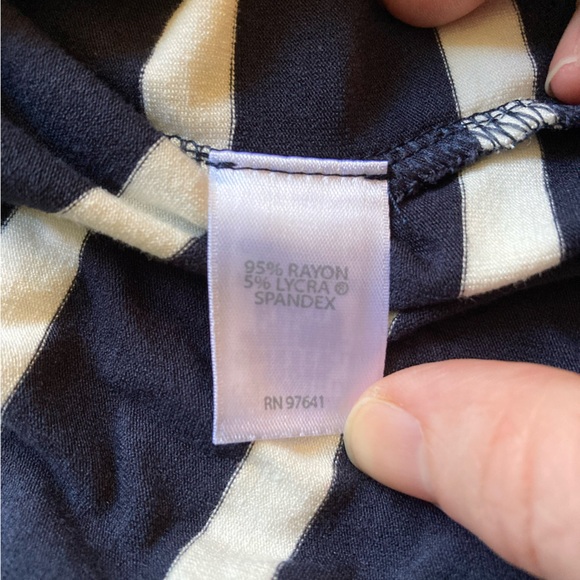 95% RAYON
5% LYCRA ®
SPANDEX
RN 97641